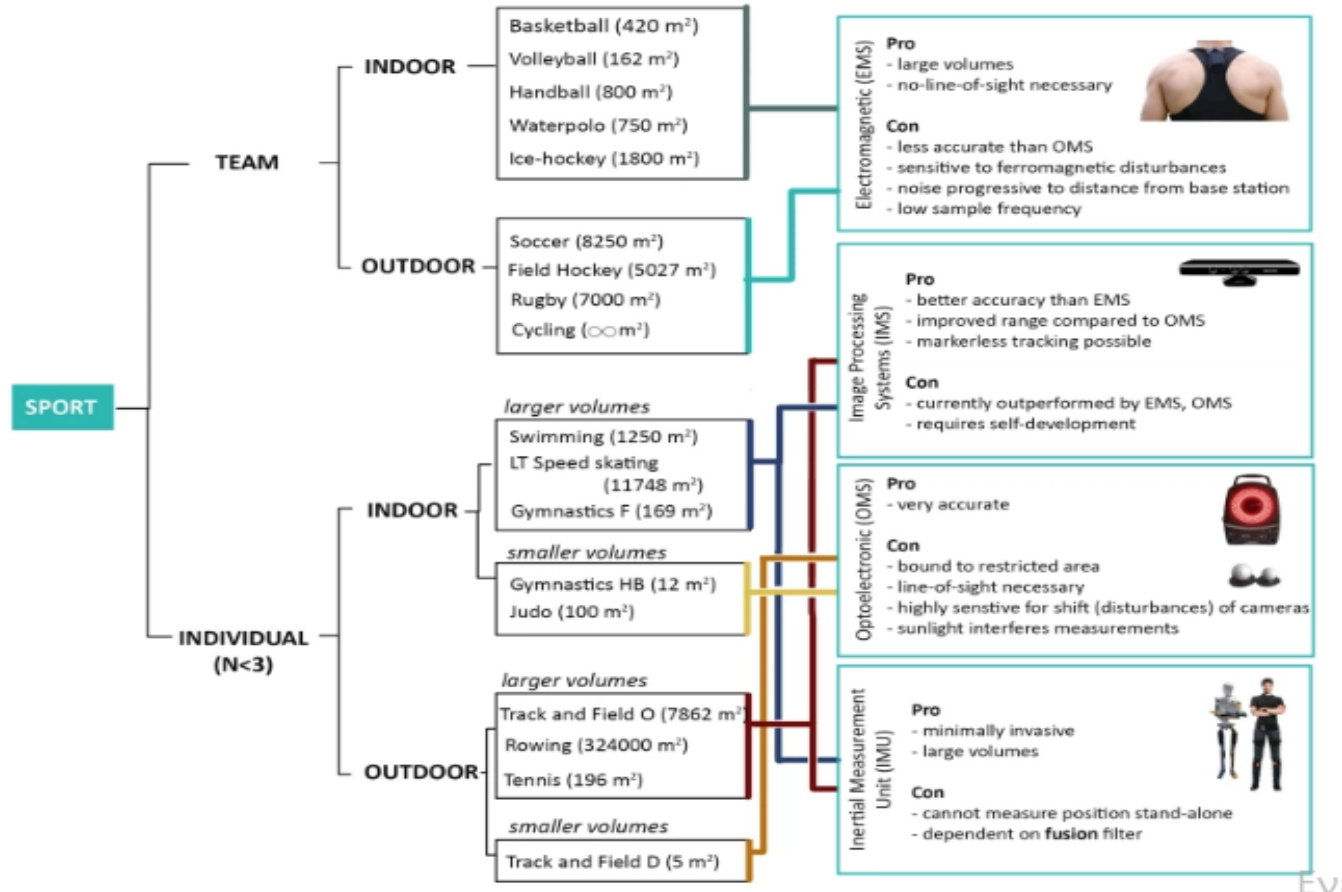 SPORT
TEAM
INDOOR
Basketball (420 m²)
Volleyball (162 m²)
Handball (800 m²)
Waterpolo (750 m²)
Ice-hockey (1800 m²)
OUTDOOR
Soccer (8250 m²)
Field Hockey (5027 m²)
Rugby (7000 m²)
Cycling (∞ m²)
INDIVIDUAL
(N<3)
INDOOR
larger volumes
Swimming (1250 m²)
LT Speed skating
(11748 m²)
Gymnastics F (169 m²)
smaller volumes
Gymnastics HB (12 m²)
Judo (100 m²)
OUTDOOR
larger volumes
Track and Field O (7862 m²)
Rowing (324000 m²)
Tennis (196 m²)
smaller volumes
Track and Field D (5 m²)
Electromagnetic (EMS)
Pro
- large volumes
- no-line-of-sight necessary
Con
- less accurate than OMS
- sensitive to ferromagnetic disturbances
- noise progressive to distance from base station
- low sample frequency
Image Processing
Systems (IMS)
Pro
- better accuracy than EMS
- improved range compared to OMS
- markerless tracking possible
Con
- currently outperformed by EMS, OMS
- requires self-development
Optoelectronic (OMS)
Pro
- very accurate
Con
- bound to restricted area
- line-of-sight necessary
- highly senstive for shift (disturbances) of cameras
- sunlight interferes measurements
Inertial Measurement
Unit (IMU)
Pro
- minimally invasive
- large volumes
Con
- cannot measure position stand-alone
- dependent on fusion filter